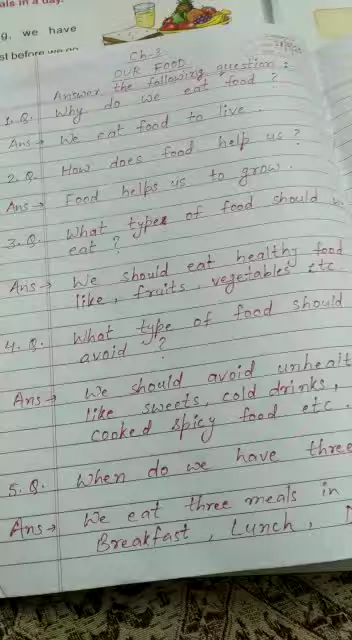 als in a day.
g, we have
st before we go
Ch-3
OUR FOOD
Answer the following question:
1. Q. Why do we eat food?
Ans→ We eat food to live.
2. Q. How does food help us?
Ans→ Food helps us to grow.
3. Q. What types of food should
eat?
Ans→ We should eat healthy food
like, fruits, vegetables etc
4. Q. What type of food should
avoid?
Ans→ We should avoid unhealt
like sweets, cold drinks,
cooked spicy food etc.
5. Q. When do we have three
Ans→ We eat three meals in
Breakfast, Lunch,